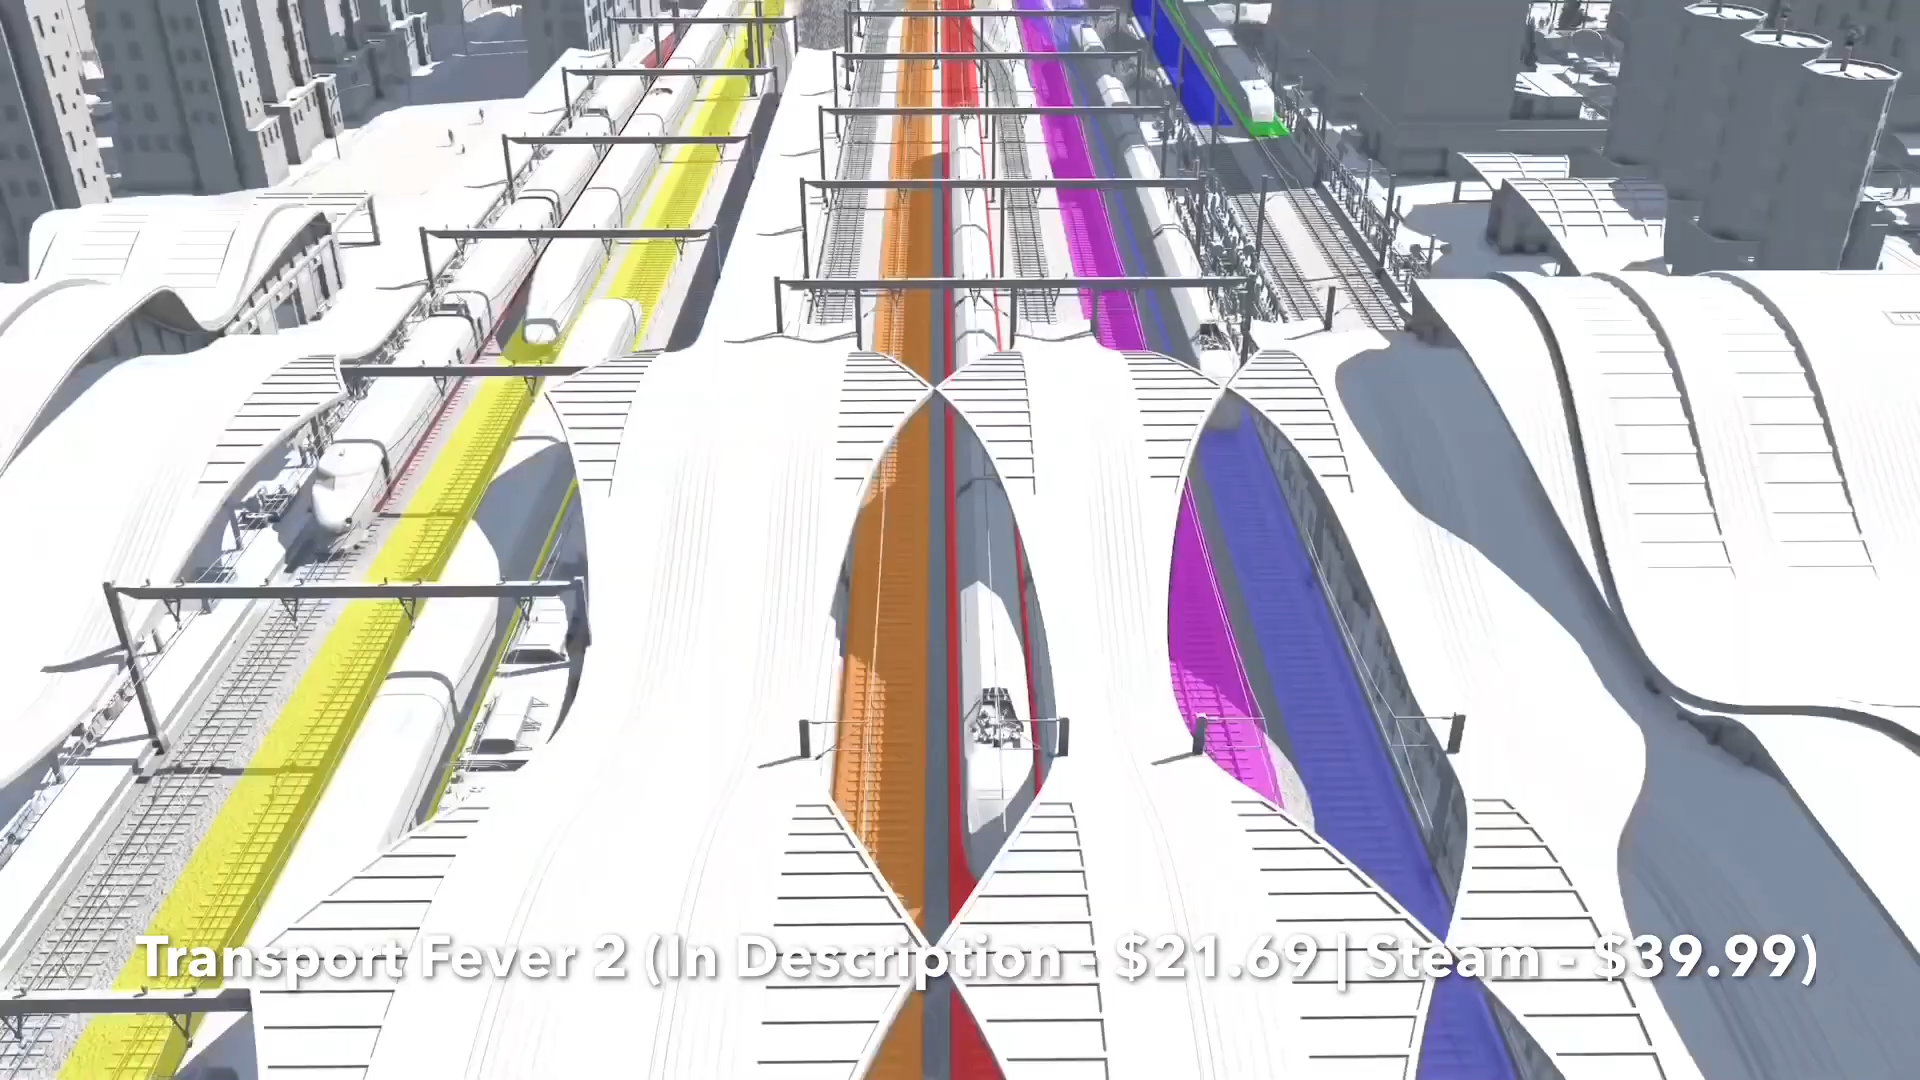 Transport Fever 2 (In Description - $21.69 | Steam - $39.99)